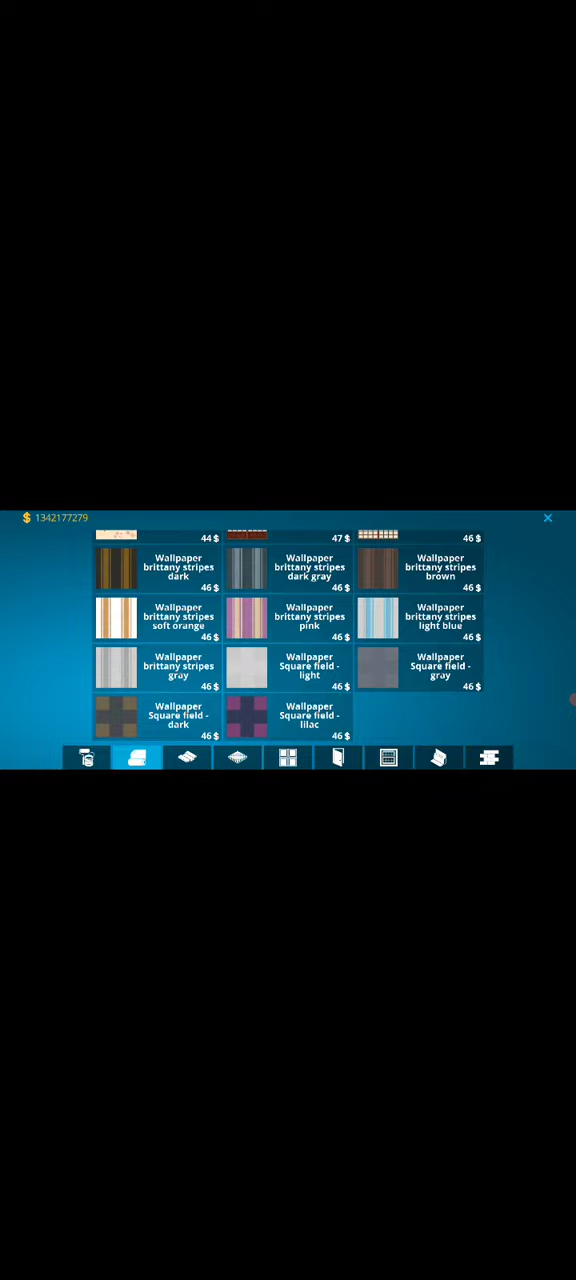 $ 1342177279
44 $
47 $
46 $
Wallpaper
brittany stripes
dark
46 $
Wallpaper
brittany stripes
dark gray
46 $
Wallpaper
brittany stripes
brown
46 $
Wallpaper
brittany stripes
soft orange
46 $
Wallpaper
brittany stripes
pink
46 $
Wallpaper
brittany stripes
light blue
46 $
Wallpaper
brittany stripes
gray
46 $
Wallpaper
Square field -
light
46 $
Wallpaper
Square field -
gray
46 $
Wallpaper
Square field -
dark
46 $
Wallpaper
Square field -
lilac
46 $